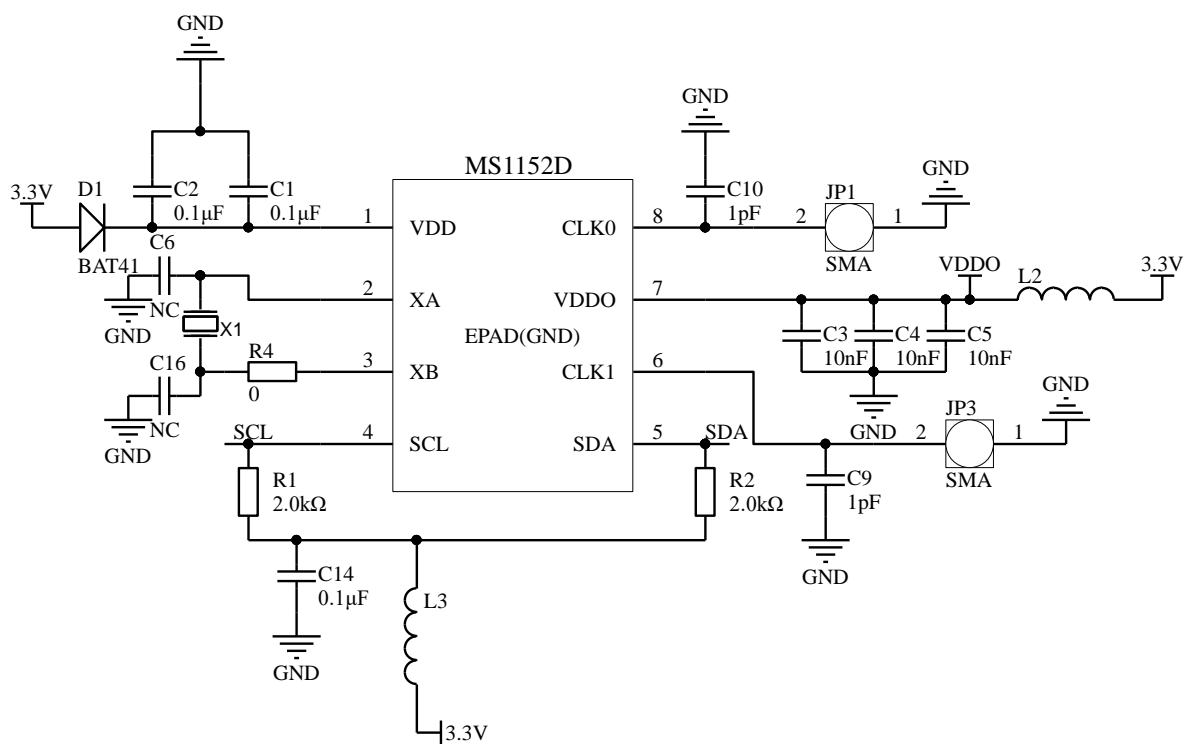 GND
GND
MS1152D
GND
3.3V
D1
C2
0.1μF
C1
0.1μF
C10
1pF
JP1
1
VDD
CLK0
8
2
1
BAT41
C6
SMA
VDDO
L2
3.3V
2
XA
VDDO
7
NC
GND
X1
EPAD(GND)
C3
10nF
C4
10nF
C5
10nF
C16
R4
0
3
XB
CLK1
6
GND
JP3
NC
GND
SCL
4
SCL
SDA
5
SDA
GND
2
1
SMA
R1
2.0kΩ
R2
2.0kΩ
C9
1pF
C14
0.1μF
GND
L3
GND
3.3V